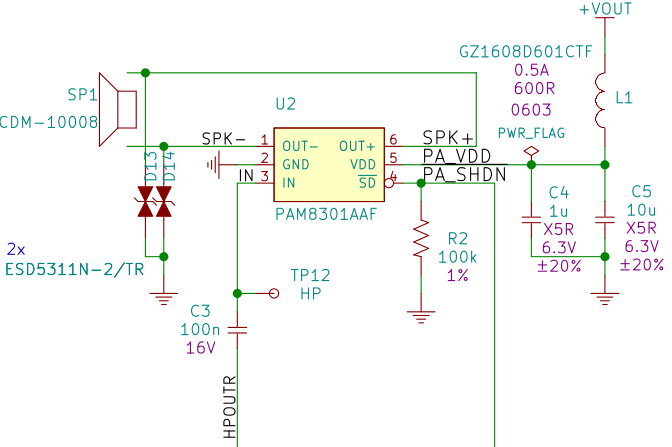 +VOUT
GZ1608D601CTF
0.5A
600R
0603
L1
PWR_FLAG
SP1
CDM-10008
U2
SPK-
1 OUT- OUT+ 6
SPK+
2 GND VDD 5
PA_VDD
IN
3 IN SD 4
PA_SHDN
PAM8301AAF
D13
D14
C4
1u
X5R
6.3V
±20%
C5
10u
X5R
6.3V
±20%
R2
100k
1%
2x
ESD5311N-2/TR
TP12
HP
C3
100n
16V
HPOUTR